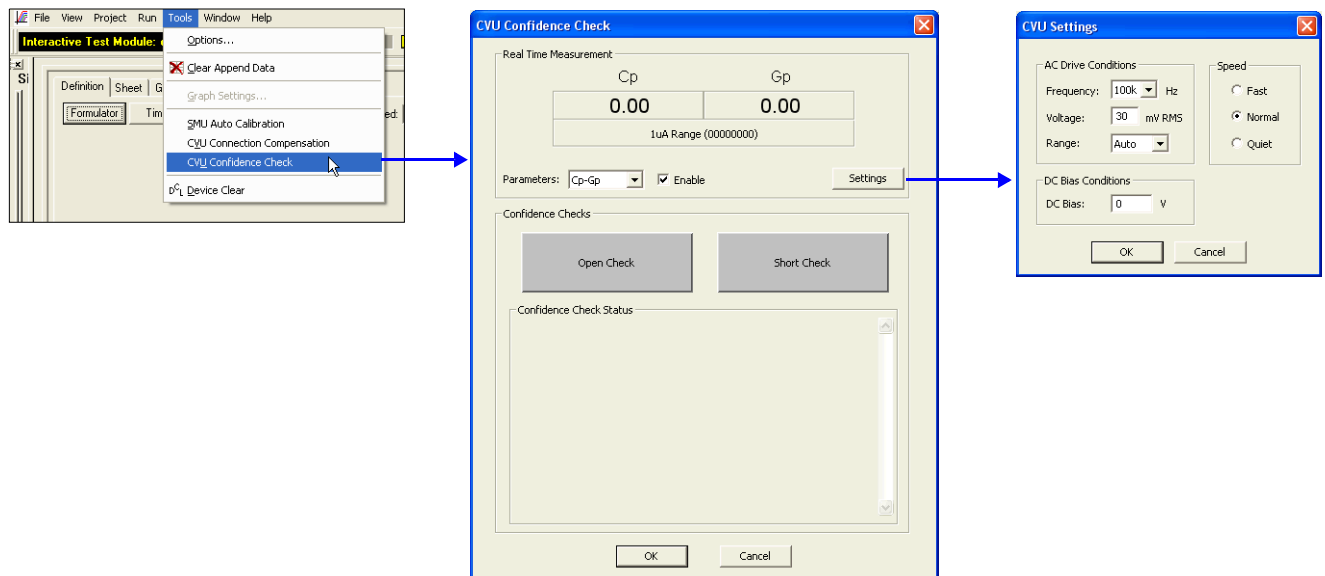 File View Project Run Tools Window Help
Interactive Test Module:
Si
Definition Sheet G
Formulator Tim
ed:
Options...
Clear Append Data
Graph Settings...
SMU Auto Calibration
CVU Connection Compensation
CVU Confidence Check
Device Clear
CVU Confidence Check
Real Time Measurement
Cp Gp
0.00 0.00
1uA Range (00000000)
Parameters: Cp-Gp Enable Settings
Confidence Checks
Open Check Short Check
Confidence Check Status
OK Cancel
CVU Settings
AC Drive Conditions
Frequency: 100k Hz
Voltage: 30 mV RMS
Range: Auto
Speed
Fast
Normal
Quiet
DC Bias Conditions
DC Bias: 0 V
OK Cancel